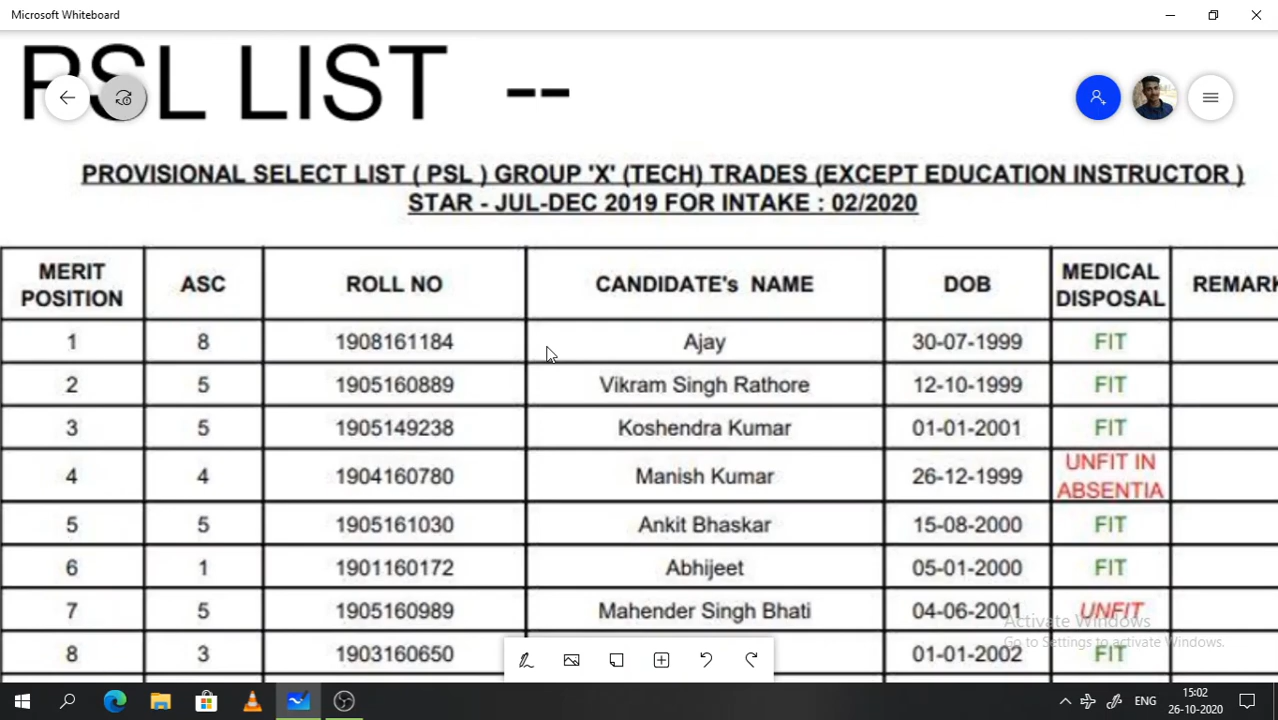 Microsoft Whiteboard
PSL LIST --
PROVISIONAL SELECT LIST ( PSL ) GROUP 'X' (TECH) TRADES (EXCEPT EDUCATION INSTRUCTOR )
STAR - JUL-DEC 2019 FOR INTAKE : 02/2020
MERIT POSITION ASC ROLL NO CANDIDATE's NAME DOB MEDICAL DISPOSAL REMARK
1 8 1908161184 Ajay 30-07-1999 FIT
2 5 1905160889 Vikram Singh Rathore 12-10-1999 FIT
3 5 1905149238 Koshendra Kumar 01-01-2001 FIT
4 4 1904160780 Manish Kumar 26-12-1999 UNFIT IN ABSENTIA
5 5 1905161030 Ankit Bhaskar 15-08-2000 FIT
6 1 1901160172 Abhijeet 05-01-2000 FIT
7 5 1905160989 Mahender Singh Bhati 04-06-2001 UNFIT
Activate Windows
Go to Settings to activate Windows.
8 3 1903160650 01-01-2002 FIT
ENG
15:02
26-10-2020